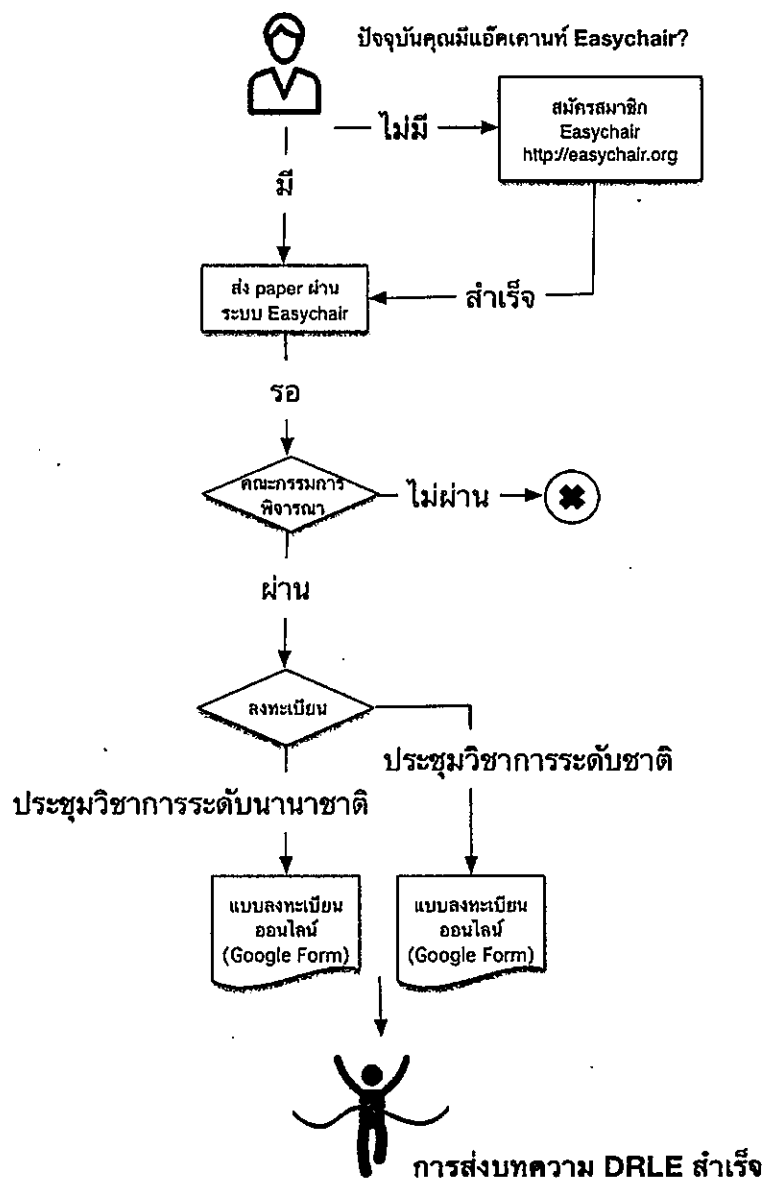 ปัจจุบันคุณมีแอ๊คเคานท์ Easychair?
ไม่มี
สมัครสมาชิก
Easychair
http://easychair.org
มี
ส่ง paper ผ่าน
ระบบ Easychair
สำเร็จ
รอ
คณะกรรมการ
พิจารณา
ไม่ผ่าน
ผ่าน
ลงทะเบียน
ประชุมวิชาการระดับชาติ
ประชุมวิชาการระดับนานาชาติ
แบบลงทะเบียน
ออนไลน์
(Google Form)
แบบลงทะเบียน
ออนไลน์
(Google Form)
การส่งบทความ DRLE สำเร็จ